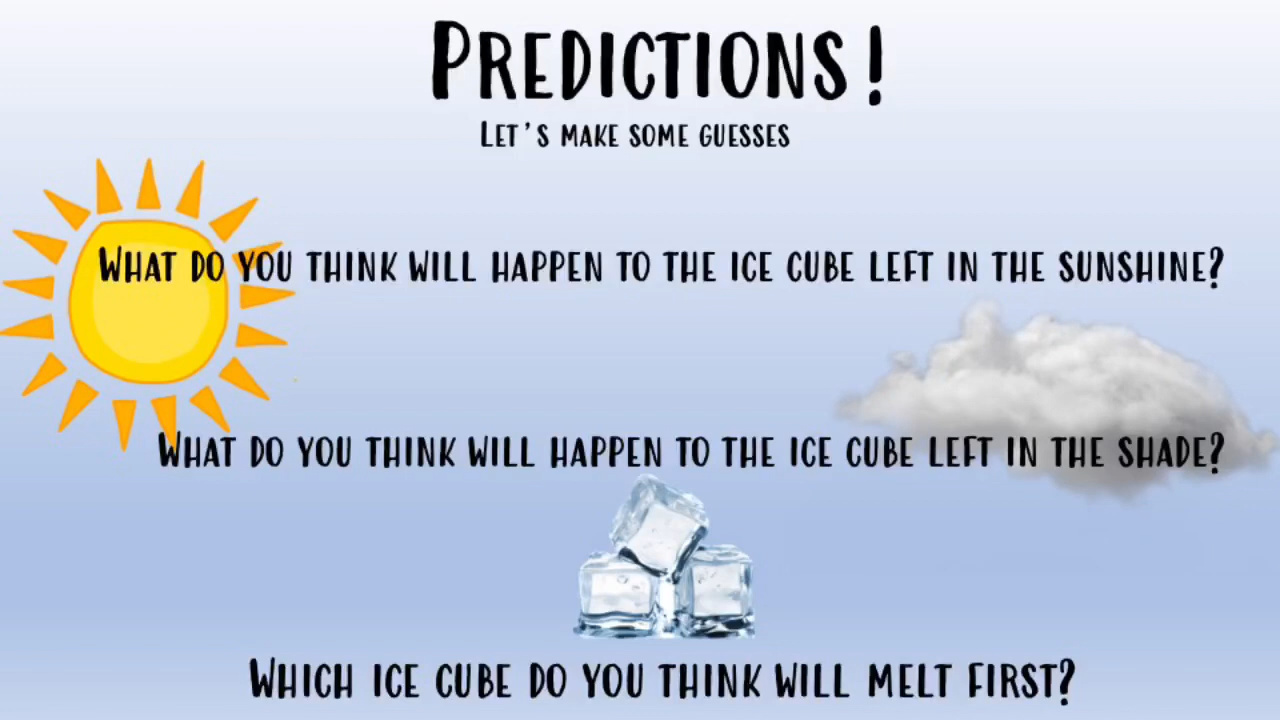 Predictions!
Let's make some guesses
What do you think will happen to the ice cube left in the sunshine?
What do you think will happen to the ice cube left in the shade?
Which ice cube do you think will melt first?